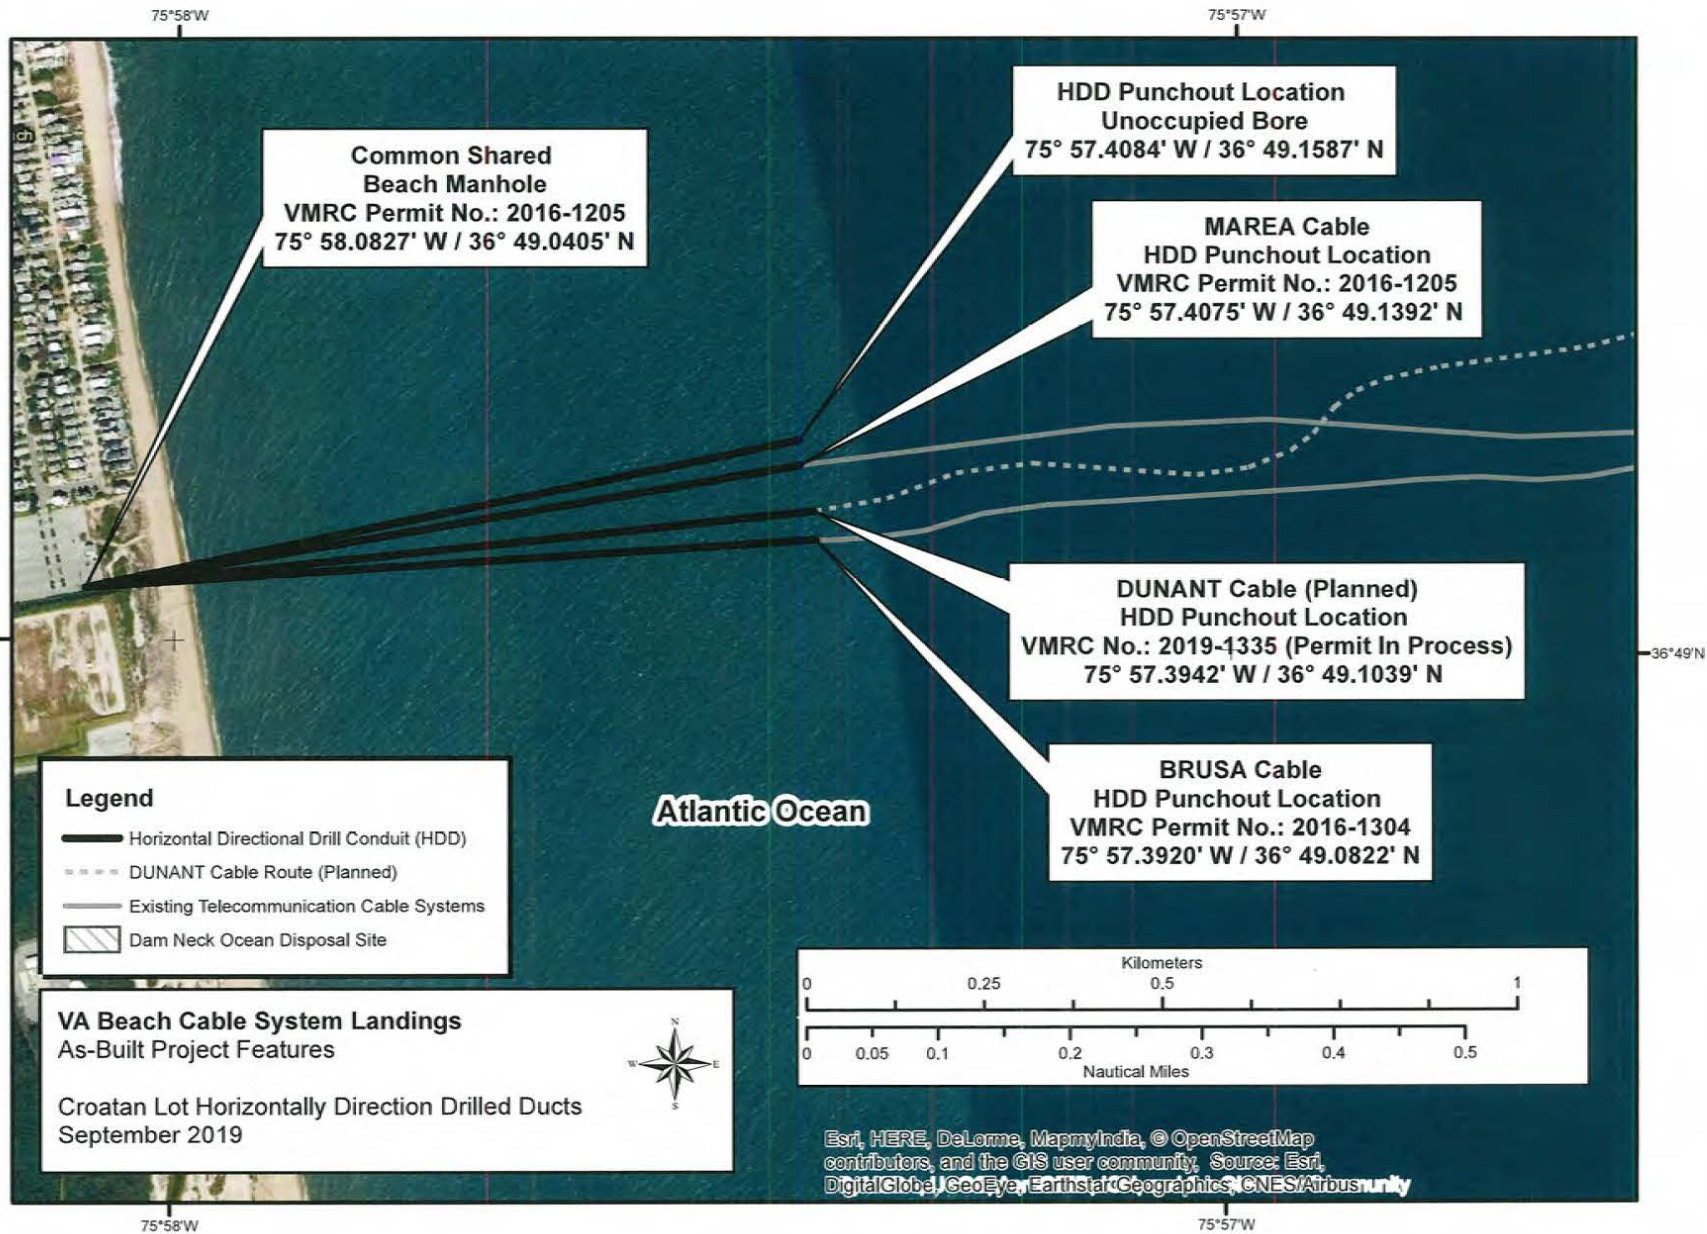 75°58'W
75°57'W
HDD Punchout Location
Unoccupied Bore
75° 57.4084' W / 36° 49.1587' N
Common Shared
Beach Manhole
VMRC Permit No.: 2016-1205
75° 58.0827' W / 36° 49.0405' N
MAREA Cable
HDD Punchout Location
VMRC Permit No.: 2016-1205
75° 57.4075' W / 36° 49.1392' N
DUNANT Cable (Planned)
HDD Punchout Location
VMRC No.: 2019-1335 (Permit In Process)
75° 57.3942' W / 36° 49.1039' N
36°49'N
BRUSA Cable
HDD Punchout Location
VMRC Permit No.: 2016-1304
75° 57.3920' W / 36° 49.0822' N
Atlantic Ocean
Legend
Horizontal Directional Drill Conduit (HDD)
DUNANT Cable Route (Planned)
Existing Telecommunication Cable Systems
Dam Neck Ocean Disposal Site
Kilometers
0 0.25 0.5 1
0 0.05 0.1 0.2 0.3 0.4 0.5
Nautical Miles
VA Beach Cable System Landings
As-Built Project Features
Croatan Lot Horizontally Direction Drilled Ducts
September 2019
N
W E
S
Esri, HERE, DeLorme, MapmyIndia, © OpenStreetMap
contributors, and the GIS user community, Source: Esri,
DigitalGlobe, GeoEye, Earthstar Geographics, CNES/Airbus
75°58'W
75°57'W